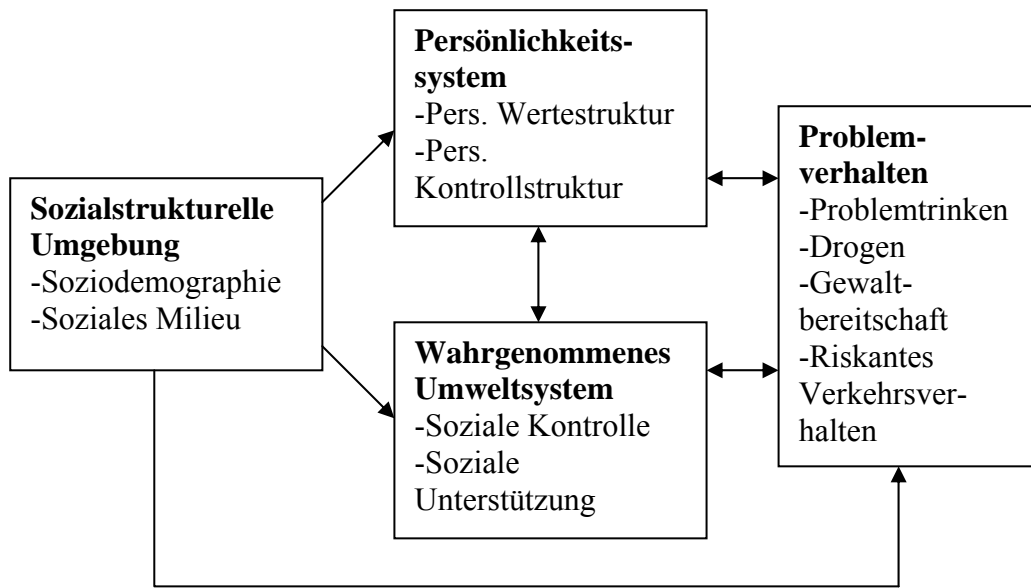 Sozialstrukturelle
Umgebung
-Soziodemographie
-Soziales Milieu
Persönlichkeits-
system
-Pers. Wertestruktur
-Pers.
Kontrollstruktur
Wahrgenommenes
Umweltsystem
-Soziale Kontrolle
-Soziale
Unterstützung
Problem-
verhalten
-Problemtrinken
-Drogen
-Gewalt-
bereitschaft
-Riskantes
Verkehrsver-
halten